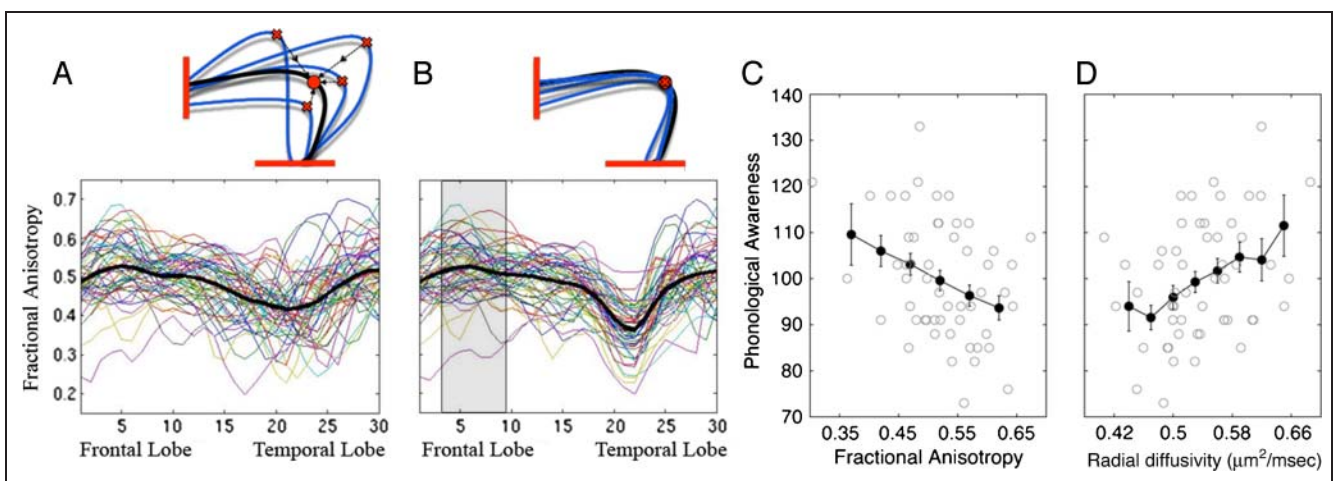 A
B
C
D
Fractional Anisotropy
0.7
0.6
0.5
0.4
0.3
0.2
5 10 15 20 25 30
Frontal Lobe Temporal Lobe
5 10 15 20 25 30
Frontal Lobe Temporal Lobe
Phonological Awareness
140
130
120
110
100
90
80
70
0.35 0.45 0.55 0.65
Fractional Anisotropy
0.42 0.5 0.58 0.66
Radial diffusivity (μm²/msec)